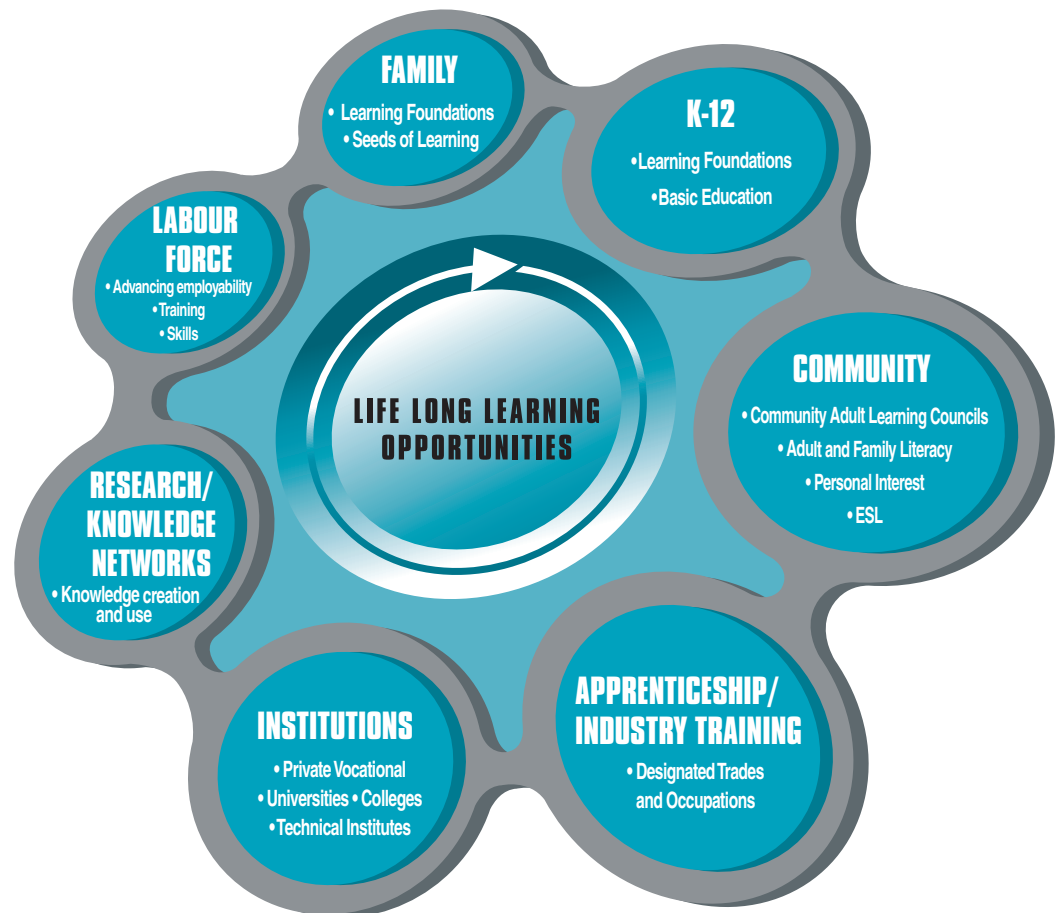 FAMILY
• Learning Foundations
• Seeds of Learning
K-12
• Learning Foundations
• Basic Education
COMMUNITY
• Community Adult Learning Councils
• Adult and Family Literacy
• Personal Interest
• ESL
APPRENTICESHIP/
INDUSTRY TRAINING
• Designated Trades
and Occupations
INSTITUTIONS
• Private Vocational
• Universities • Colleges
• Technical Institutes
RESEARCH/
KNOWLEDGE
NETWORKS
• Knowledge creation
and use
LABOUR
FORCE
• Advancing employability
• Training
• Skills
LIFE LONG LEARNING
OPPORTUNITIES